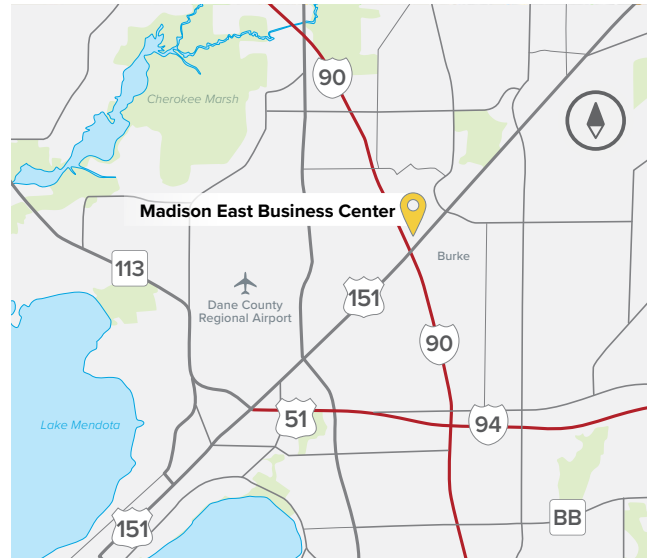 90
Cherokee Marsh
Madison East Business Center
113
Burke
Dane County
Regional Airport
151
90
51
94
Lake Mendota
151
BB